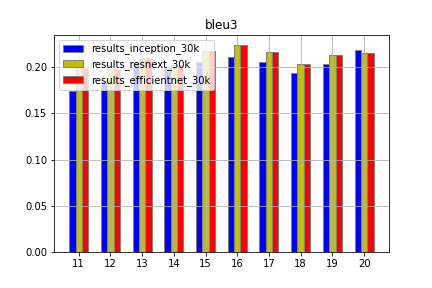 bleu3
results_inception_30k
results_resnext_30k
results_efficientnet_30k
0.20
0.15
0.10
0.05
0.00
11 12 13 14 15 16 17 18 19 20